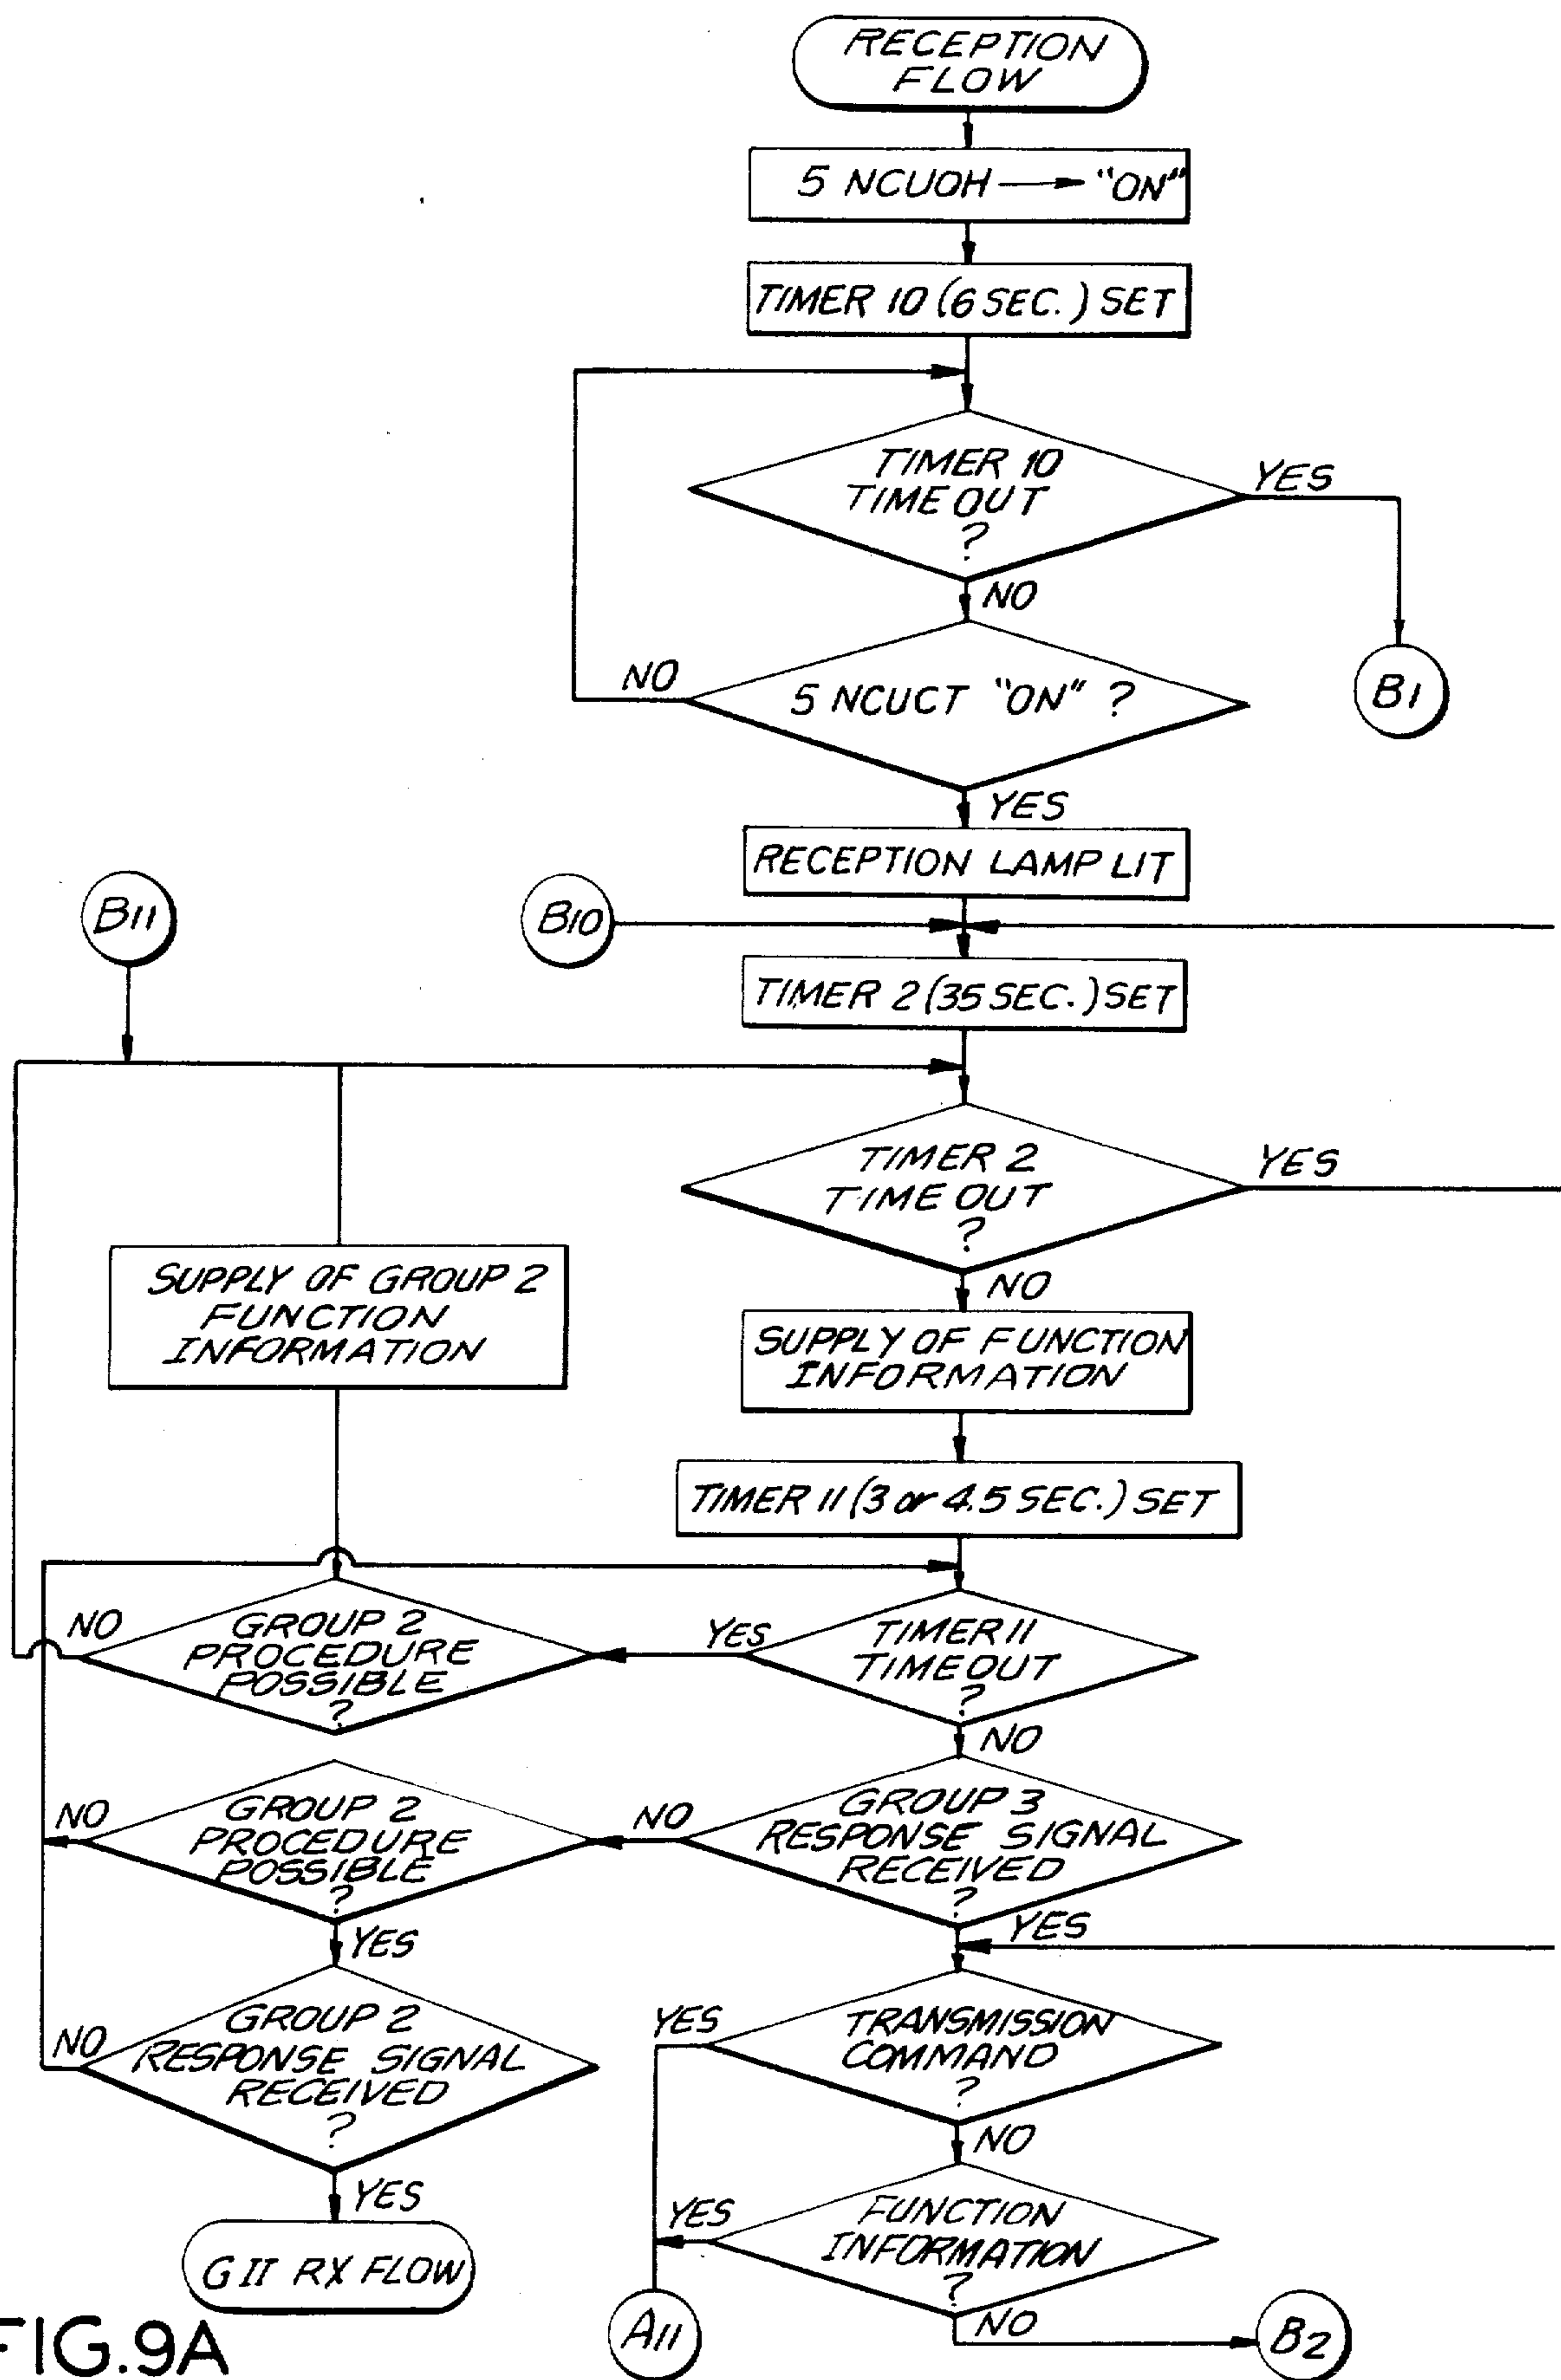 RECEPTION
FLOW
5 NCUOH → "ON"
TIMER 10 (6 SEC.) SET
TIMER 10
TIME OUT
?
YES
NO
B1
NO
5 NCUCT "ON" ?
YES
RECEPTION LAMP LIT
B11
B10
TIMER 2 (35 SEC.) SET
TIMER 2
TIME OUT
?
YES
NO
SUPPLY OF GROUP 2
FUNCTION
INFORMATION
SUPPLY OF FUNCTION
INFORMATION
TIMER 11 (3 or 4.5 SEC.) SET
NO
GROUP 2
PROCEDURE
POSSIBLE
?
YES
TIMER 11
TIME OUT
?
NO
NO
GROUP 2
PROCEDURE
POSSIBLE
?
NO
GROUP 3
RESPONSE SIGNAL
RECEIVED
?
YES
YES
NO
GROUP 2
RESPONSE SIGNAL
RECEIVED
?
YES
TRANSMISSION
COMMAND
?
NO
YES
G II RX FLOW
YES
FUNCTION
INFORMATION
?
NO
A11
B2
FIG.9A